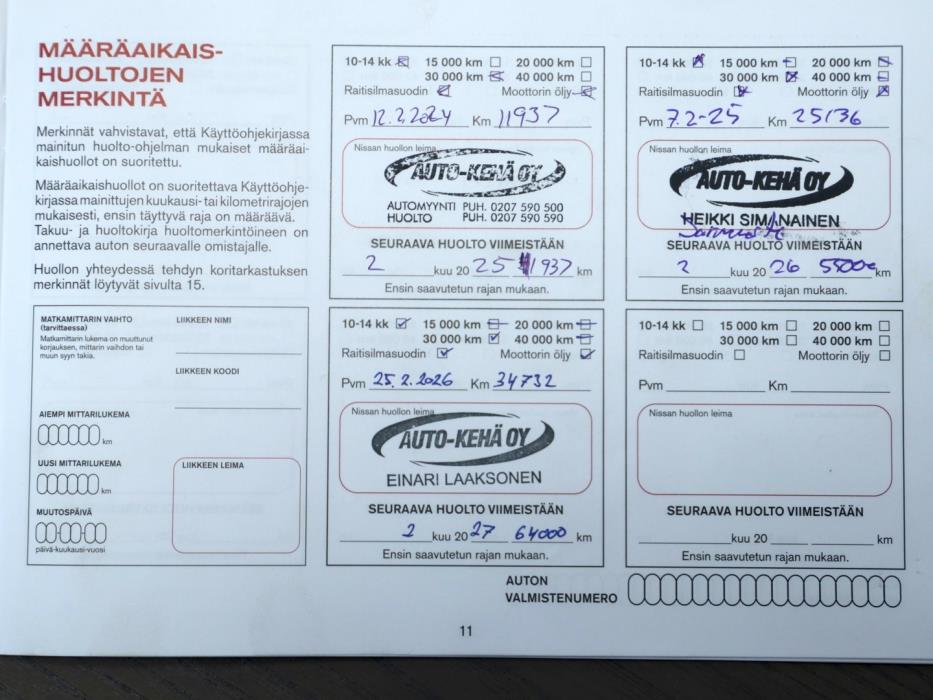 MÄÄRÄAIKAIS-
HUOLTOJEN
MERKINTÄ
Merkinnät vahvistavat, että Käyttöohjekirjassa
mainitun huolto-ohjelman mukaiset määräai-
kaishuollot on suoritettu.
Määräaikaishuollot on suoritettava Käyttöohje-
kirjassa mainittujen kuukausi- tai kilometrirajojen
mukaisesti, ensin täyttyvä raja on määräävä.
Takuu- ja huoltokirja huoltomerkintöineen on
annettava auton seuraavalle omistajalle.
Huollon yhteydessä tehdyn koritarkastuksen
merkinnät löytyvät sivulta 15.
MATKAMITTARIN VAIHTO
(tarvittaessa)
Matkamittarin lukema on muuttunut
korjauksen, mittarin vaihdon tai
muun syyn takia.
AIEMPI MITTARILUKEMA
km
UUSI MITTARILUKEMA
km
MUUTOSPÄIVÄ
päivä-kuukausi-vuosi
LIIKKEEN NIMI
LIIKKEEN KOODI
LIIKKEEN LEIMA
10-14 kk 15 000 km 20 000 km
30 000 km 40 000 km
Raitisilmasuodin Moottorin öljy
Pvm 12.2.2024 Km 11937
Nissan huollon leima
AUTO-KEHÄ OY
AUTOMYYNTI PUH. 0207 590 500
HUOLTO PUH. 0207 590 590
SEURAAVA HUOLTO VIIMEISTÄÄN
2 kuu 20 25 1937 km
Ensin saavutetun rajan mukaan.
10-14 kk 15 000 km 20 000 km
30 000 km 40 000 km
Raitisilmasuodin Moottorin öljy
Pvm 7.2-25 Km 25136
Nissan huollon leima
AUTO-KEHÄ OY
HEIKKI SIMANAINEN
SEURAAVA HUOLTO VIIMEISTÄÄN
2 kuu 20 26 55000 km
Ensin saavutetun rajan mukaan.
10-14 kk 15 000 km 20 000 km
30 000 km 40 000 km
Raitisilmasuodin Moottorin öljy
Pvm 25.2.2026 Km 34732
Nissan huollon leima
AUTO-KEHÄ OY
EINARI LAAKSONEN
SEURAAVA HUOLTO VIIMEISTÄÄN
2 kuu 20 27 64000 km
Ensin saavutetun rajan mukaan.
10-14 kk 15 000 km 20 000 km
30 000 km 40 000 km
Raitisilmasuodin Moottorin öljy
Pvm Km
Nissan huollon leima
SEURAAVA HUOLTO VIIMEISTÄÄN
kuu 20 km
Ensin saavutetun rajan mukaan.
AUTON
VALMISTENUMERO
11